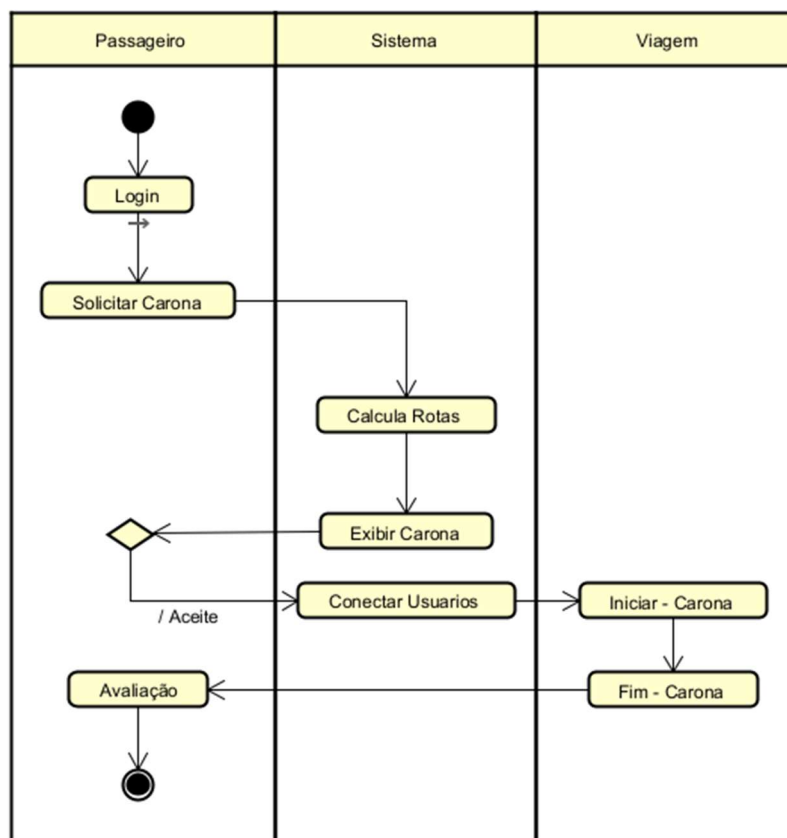 Passageiro
Sistema
Viagem
Login
Solicitar Carona
Calcula Rotas
Exibir Carona
/ Aceite
Conectar Usuarios
Iniciar - Carona
Avaliação
Fim - Carona